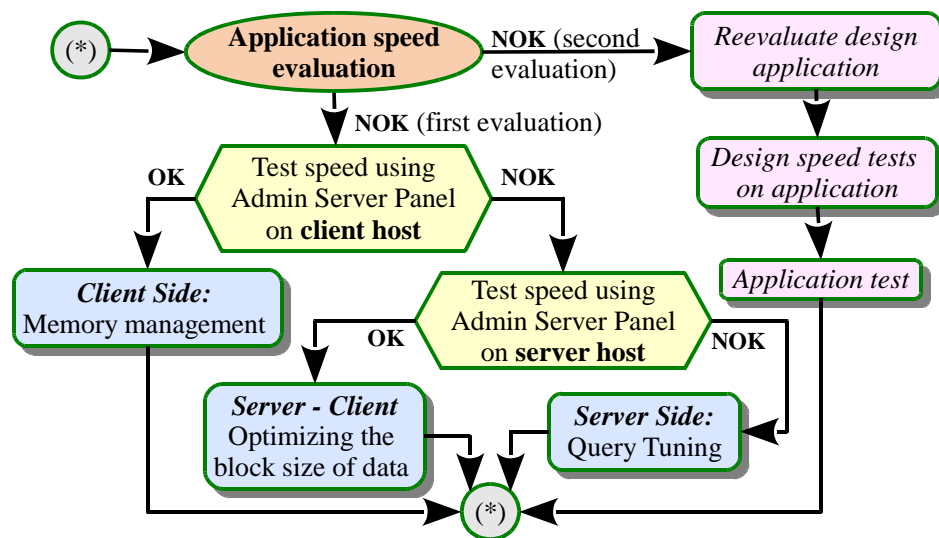 (*)
Application speed
evaluation
NOK (second
evaluation)
Reevaluate design
application
NOK (first evaluation)
Design speed tests
on application
OK
Test speed using
Admin Server Panel
on client host
NOK
Application test
Client Side:
Memory management
Test speed using
Admin Server Panel
on server host
OK
NOK
Server - Client
Optimizing the
block size of data
Server Side:
Query Tuning
(*)